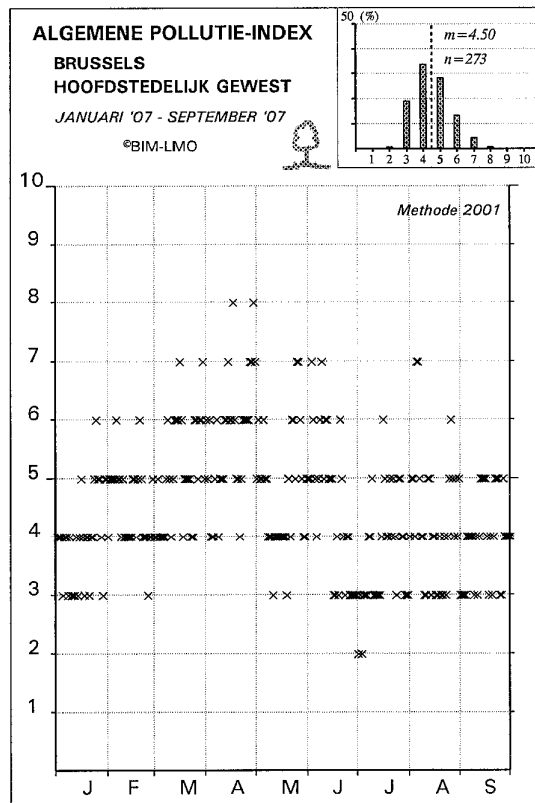 ALGEMENE POLLUTIE-INDEX
BRUSSELS
HOOFDSTEDELIJK GEWEST
JANUARI '07 - SEPTEMBER '07
©BIM-LMO
50 (%)
m=4.50
n=273
1 2 3 4 5 6 7 8 9 10
Methode 2001
10
9
8
7
6
5
4
3
2
1
J F M A M J J A S